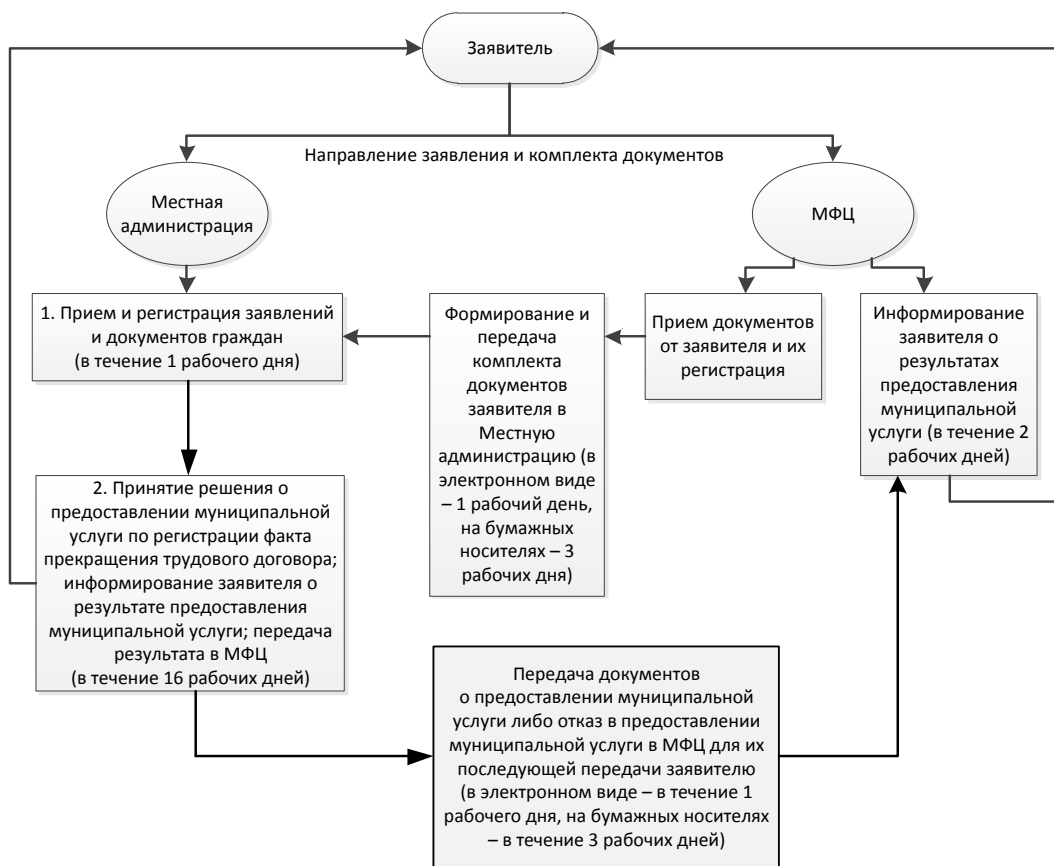 Заявитель
Направление заявления и комплекта документов
Местная
администрация
МФЦ
1. Прием и регистрация заявлений
и документов граждан
(в течение 1 рабочего дня)
Формирование и
передача
комплекта
документов
заявителя в
Местную
администрацию (в
электронном виде
– 1 рабочий день,
на бумажных
носителях – 3
рабочих дня)
Прием документов
от заявителя и их
регистрация
Информирование
заявителя о
результатах
предоставления
муниципальной
услуги (в течение 2
рабочих дней)
2. Принятие решения о
предоставлении муниципальной
услуги по регистрации факта
прекращения трудового договора;
информирование заявителя о
результате предоставления
муниципальной услуги; передача
результата в МФЦ
(в течение 16 рабочих дней)
Передача документов
о предоставлении муниципальной
услуги либо отказ в предоставлении
муниципальной услуги в МФЦ для их
последующей передачи заявителю
(в электронном виде – в течение 1
рабочего дня, на бумажных носителях
– в течение 3 рабочих дней)